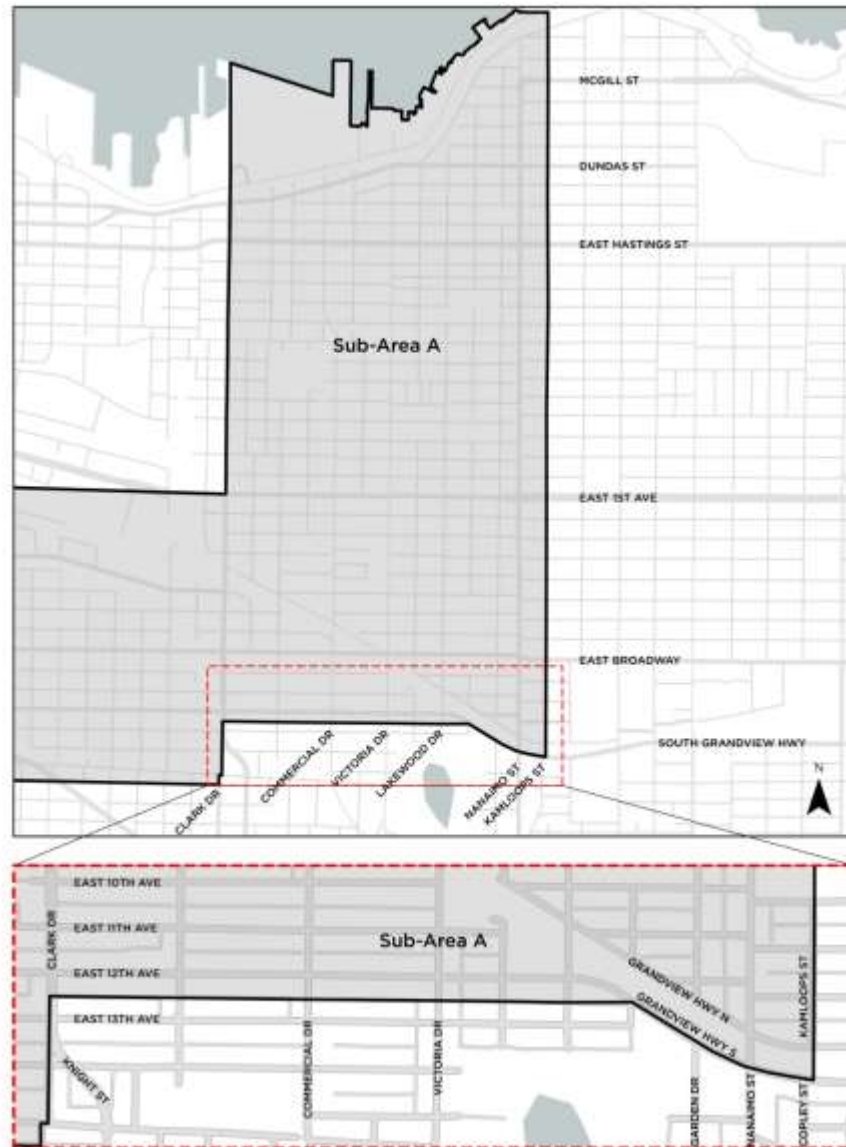 MCGILL ST
DUNDAS ST
EAST HASTINGS ST
Sub-Area A
EAST 1ST AVE
EAST BROADWAY
SOUTH GRANDVIEW HWY
CLARK DR
COMMERCIAL DR
VICTORIA DR
LAKEWOOD DR
NANAIMO ST
KAMLOOPS ST
N
EAST 10TH AVE
EAST 11TH AVE
EAST 12TH AVE
EAST 13TH AVE
CLARK DR
KNIGHT ST
Sub-Area A
COMMERCIAL DR
VICTORIA DR
GRANDVIEW HWY N
GRANDVIEW HWY S
GARDEN DR
NANAIMO ST
KAMLOOPS ST
COPLEY ST